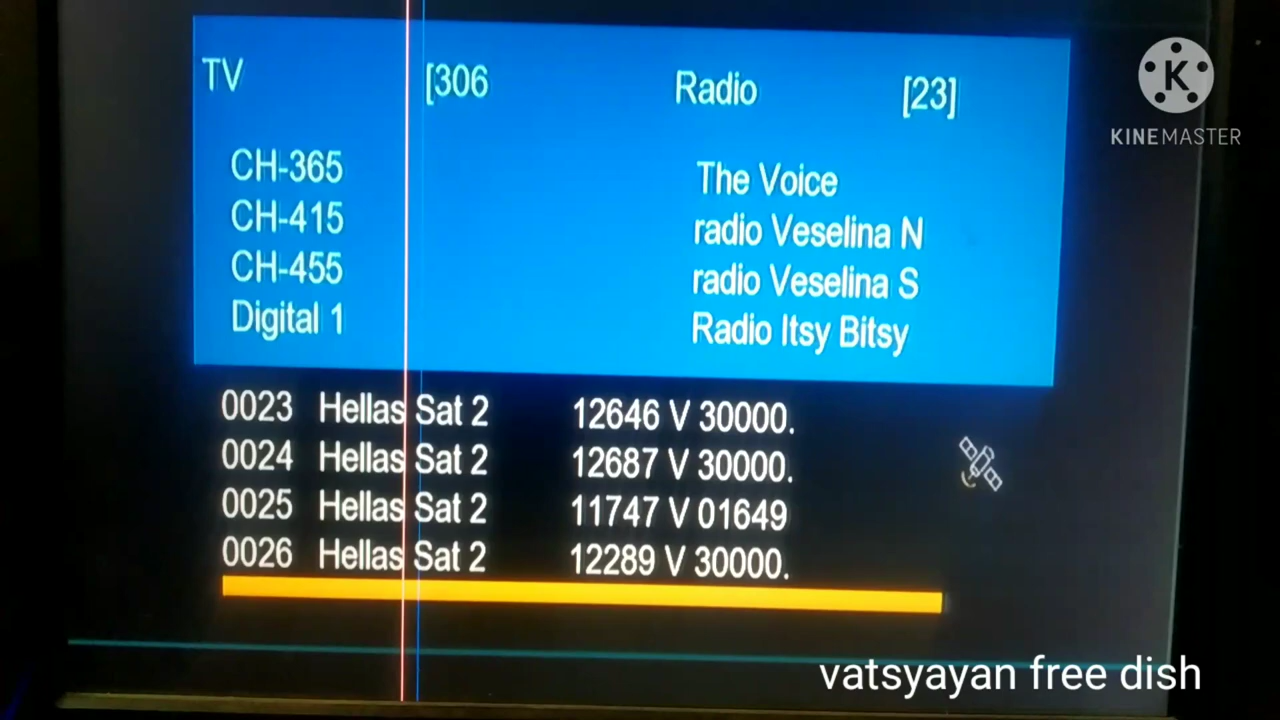 TV [306 Radio [23]
CH-365 The Voice
CH-415 radio Veselina N
CH-455 radio Veselina S
Digital 1 Radio Itsy Bitsy
0023 Hellas Sat 2 12646 V 30000.
0024 Hellas Sat 2 12687 V 30000.
0025 Hellas Sat 2 11747 V 01649
0026 Hellas Sat 2 12289 V 30000.
K
KINEMASTER
vatsyayan free dish